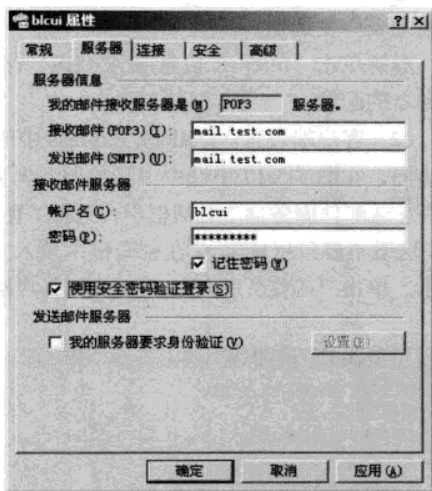 blcui 属性
常规 服务器 连接 安全 高级
服务器信息
我的邮件接收服务器是(M) POP3 服务器。
接收邮件(POP3)(I): mail.test.com
发送邮件(SMTP)(U): mail.test.com
接收邮件服务器
帐户名(C): blcui
密码(P): *********
记住密码(W)
使用安全密码验证登录(S)
发送邮件服务器
我的服务器要求身份验证(V) 设置(E)
确定 取消 应用(A)